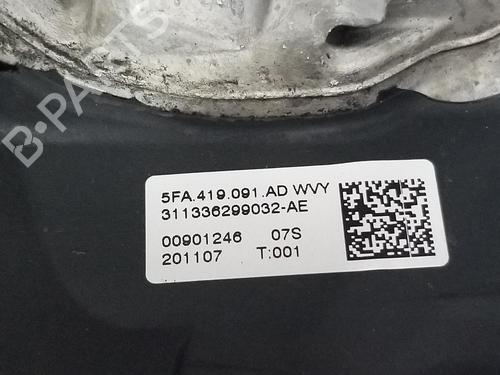 B-PARTS
5FA.419.091.AD WVY
311336299032-AE
00901246 07S
201107 T:001